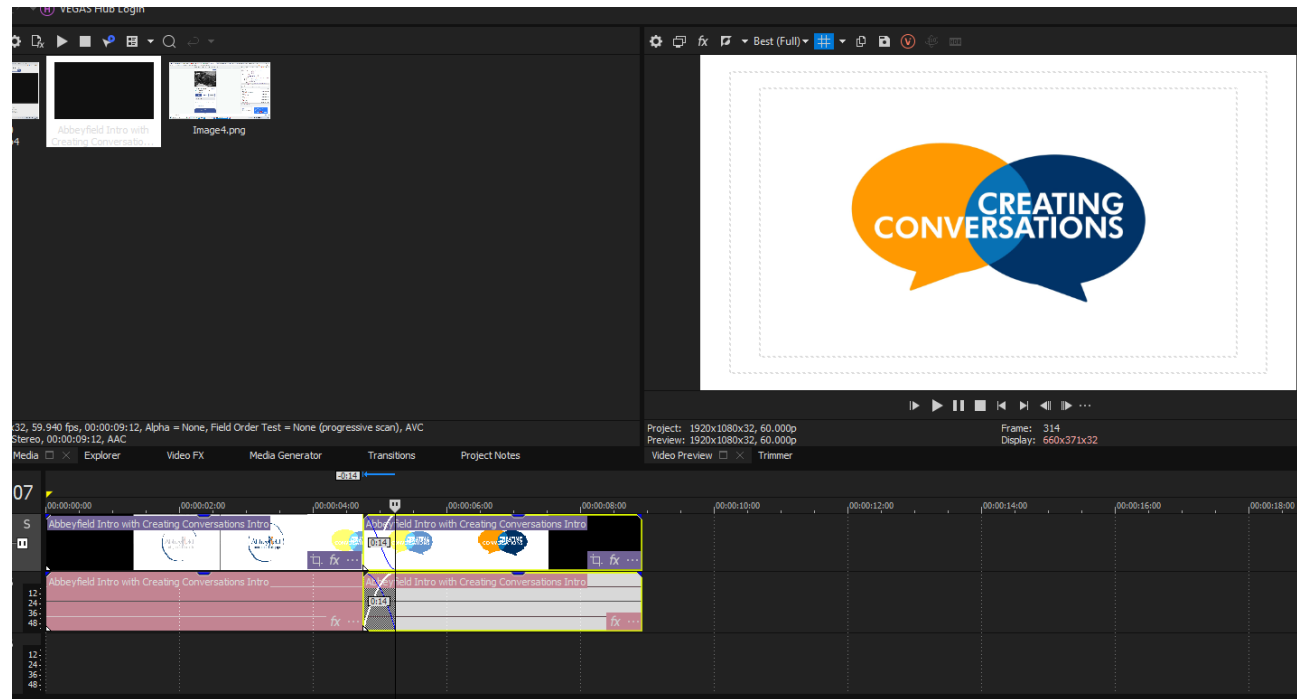 VEGAS Hub Login
fx
Best (Full)
Abbeyfield Intro with
Creating Conversatio...
Image4.png
CREATING
CONVERSATIONS
x32, 59.940 fps, 00:00:09:12, Alpha = None, Field Order Test = None (progressive scan), AVC
Stereo, 00:00:09:12, AAC
Project: 1920x1080x32, 60.000p
Frame: 314
Preview: 1920x1080x32, 60.000p
Display: 660x371x32
Media
Explorer
Video FX
Media Generator
Transitions
Project Notes
Video Preview
Trimmer
-0:14
07
00:00:00:00
00:00:02:00
00:00:04:00
00:00:06:00
00:00:08:00
00:00:10:00
00:00:12:00
00:00:14:00
00:00:16:00
00:00:18:00
S
Abbeyfield Intro with Creating Conversations Intro
Abbeyfield Intro with Creating Conversations Intro
0:14
fx
fx
Abbeyfield Intro with Creating Conversations Intro
Abbeyfield Intro with Creating Conversations Intro
0:14
fx
fx
12
24
36
48
12
24
36
48